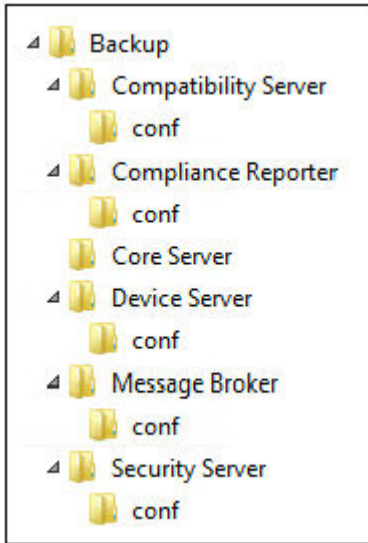 Backup
Compatibility Server
conf
Compliance Reporter
conf
Core Server
Device Server
conf
Message Broker
conf
Security Server
conf